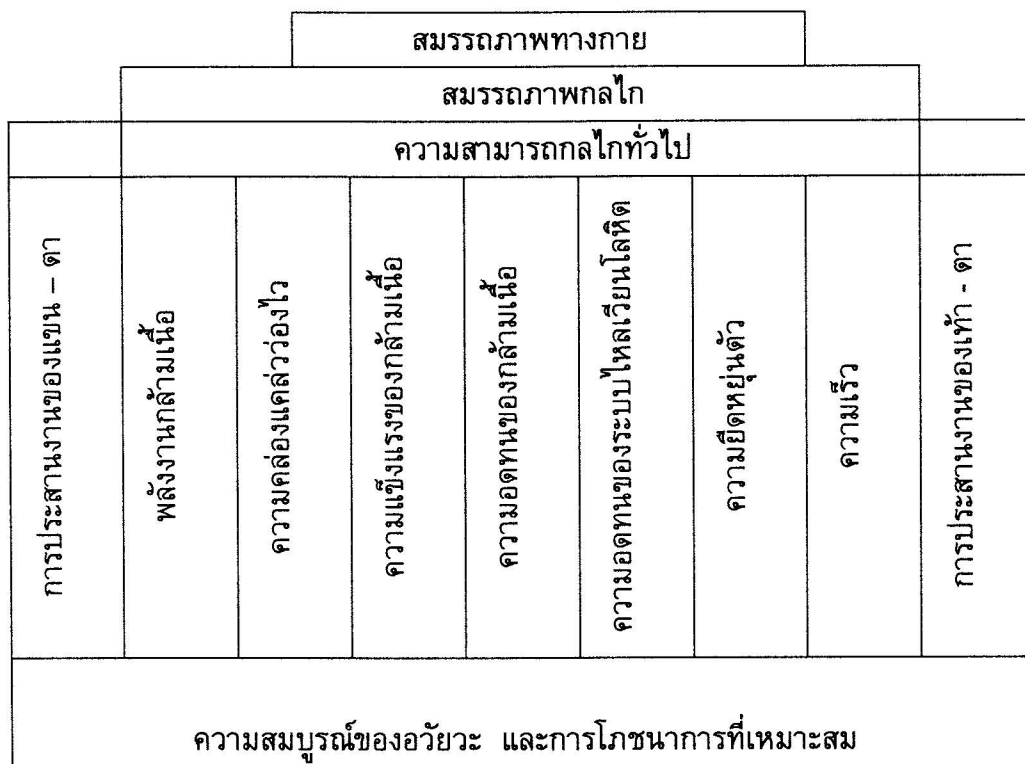 สมรรถภาพทางกาย
สมรรถภาพกลไก
ความสามารถกลไกทั่วไป
การประสานงานของแขน – ตา
พลังงานกล้ามเนื้อ
ความคล่องแคล่วว่องไว
ความแข็งแรงของกล้ามเนื้อ
ความอดทนของกล้ามเนื้อ
ความอดทนของระบบไหลเวียนโลหิต
ความยืดหยุ่นตัว
ความเร็ว
การประสานงานของเท้า - ตา
ความสมบูรณ์ของอวัยวะ และการโภชนาการที่เหมาะสม